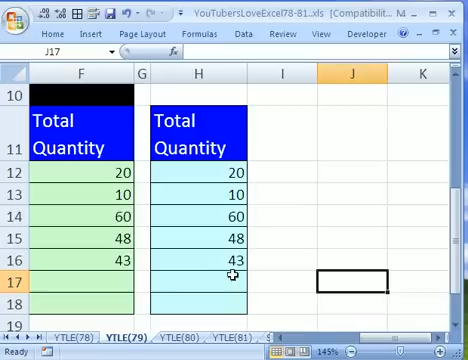 YouTubersLoveExcel78-81...xls [Compatibilit...
Home Insert Page Layout Formulas Data Review View Developer
J17 fx
F G H I J K
10
11 Total Quantity Total Quantity
12 20 20
13 10 10
14 60 60
15 48 48
16 43 43
17
18
19
YTLE(78) YTLE(79) YTLE(80) YTLE(81) S
Ready 145%